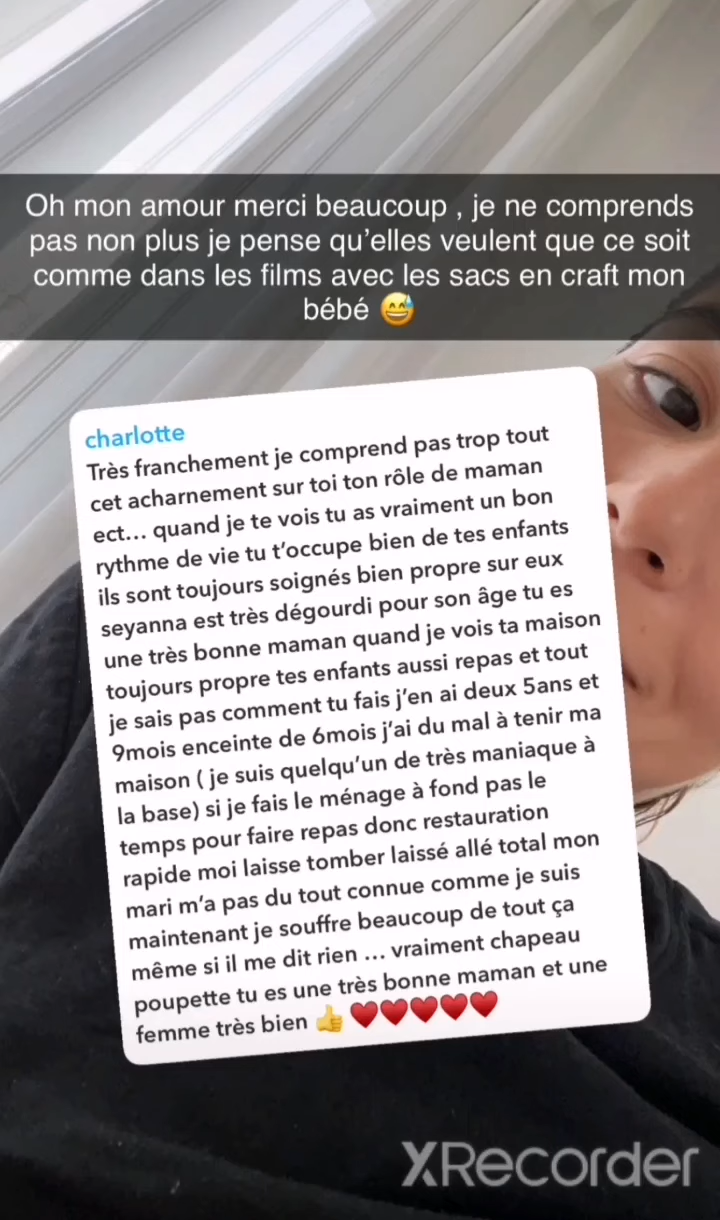 Oh mon amour merci beaucoup , je ne comprends
pas non plus je pense qu'elles veulent que ce soit
comme dans les films avec les sacs en craft mon
bébé 😅
charlotte
Très franchement je comprend pas trop tout
cet acharnement sur toi ton rôle de maman
ect... quand je te vois tu as vraiment un bon
rythme de vie tu t'occupe bien de tes enfants
ils sont toujours soignés bien propre sur eux
seyanna est très dégourdi pour son âge tu es
une très bonne maman quand je vois ta maison
toujours propre tes enfants aussi repas et tout
je sais pas comment tu fais j'en ai deux 5ans et
9mois enceinte de 6mois j'ai du mal à tenir ma
maison ( je suis quelqu'un de très maniaque à
la base) si je fais le ménage à fond pas le
temps pour faire repas donc restauration
rapide moi laisse tomber laissé allé total mon
mari m'a pas du tout connue comme je suis
maintenant je souffre beaucoup de tout ça
même si il me dit rien ... vraiment chapeau
poupette tu es une très bonne maman et une
femme très bien 👍♥️♥️♥️♥️♥️
XRecorder